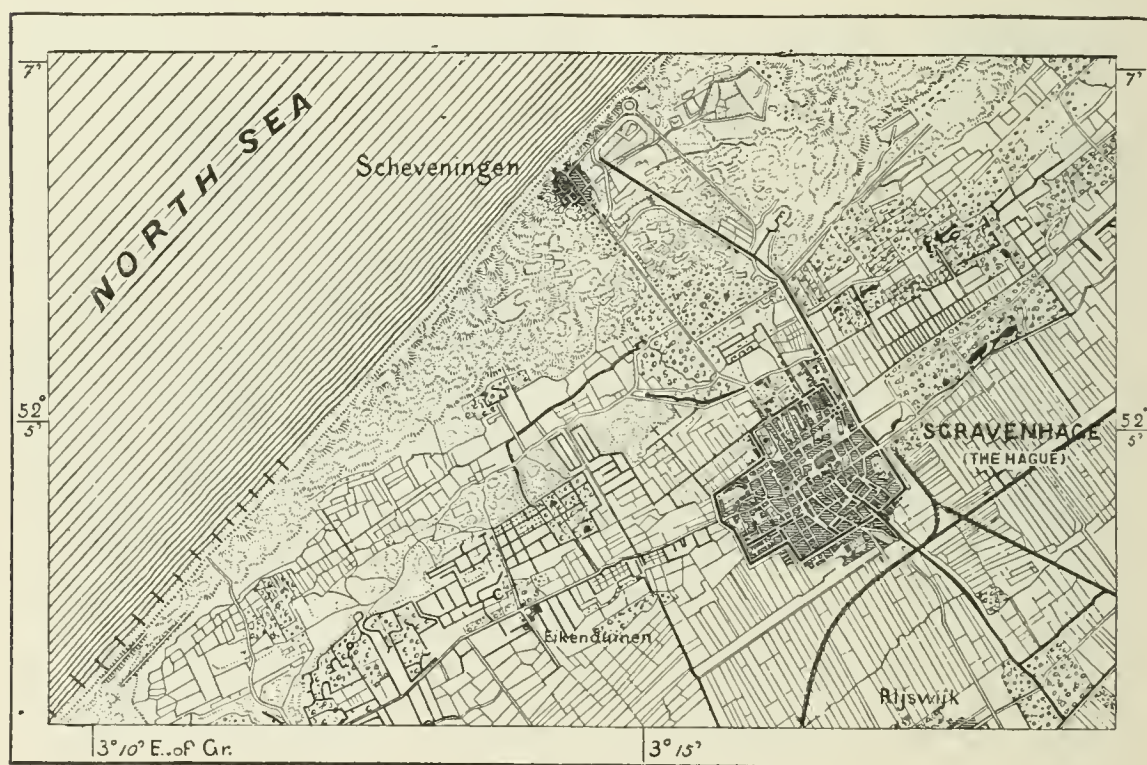 7'
7'
NORTH SEA
Scheveningen
52°
5'
52°
5'
SGRAVENHAGE
(THE HAGUE)
Eikenduinen
Rijswijk
3°10' E. of Gr.
3°15'